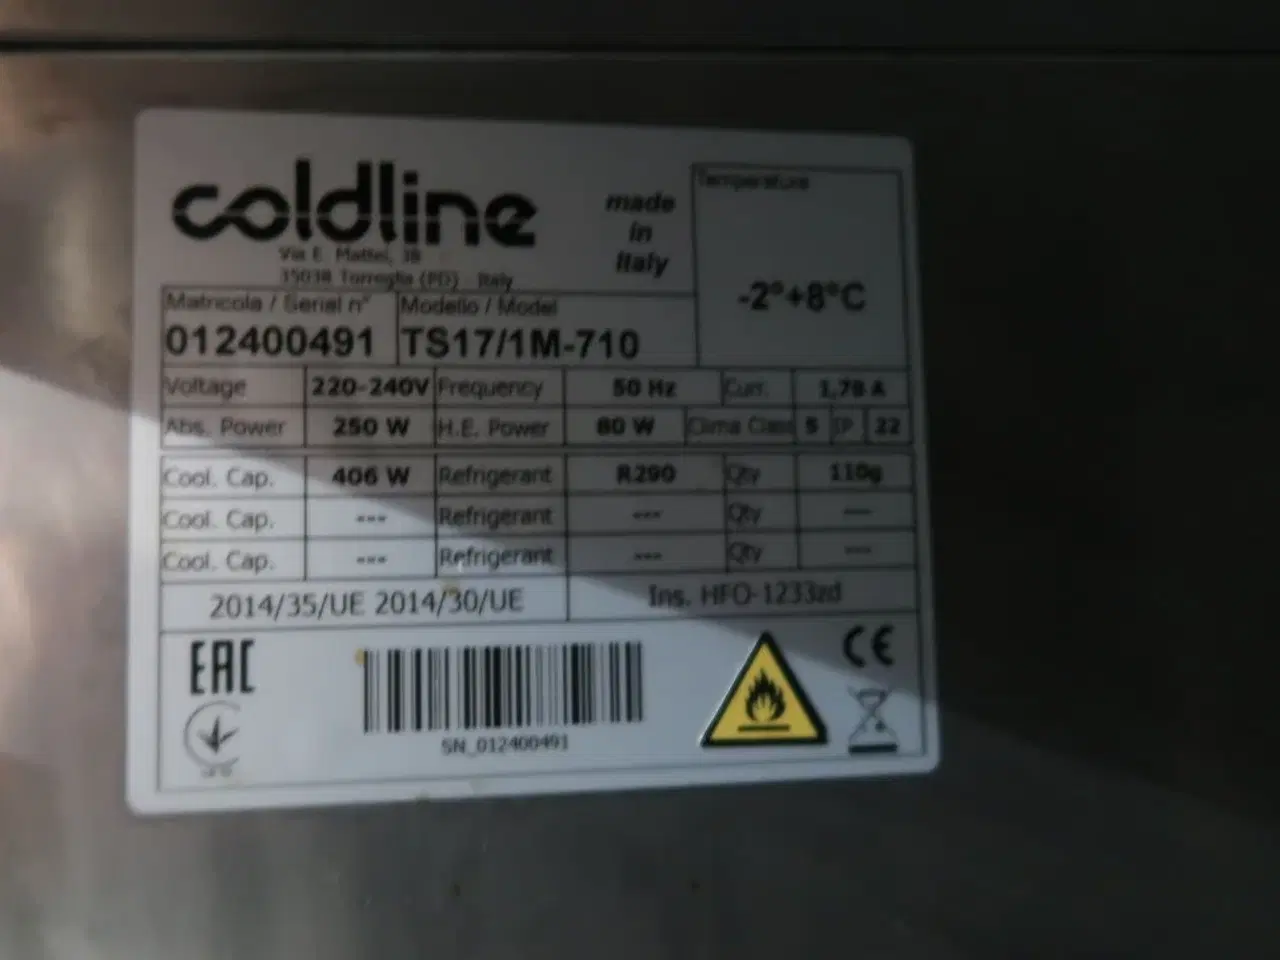 coldline
made
in
Italy
Via E. Mattei, 38
35038 Torreglia (PD) - Italy
Temperature
-2°+8°C
Matricola / Serial n° Modello / Model
012400491 TS17/1M-710
Voltage 220-240V Frequency 50 Hz Curr. 1,78 A
Abs. Power 250 W H.E. Power 80 W Clima Class 5 IP 22
Cool. Cap. 406 W Refrigerant R290 Qty 110g
Cool. Cap. --- Refrigerant --- Qty ---
Cool. Cap. --- Refrigerant --- Qty ---
2014/35/UE 2014/30/UE Ins. HFO-1233zd
EAC
CE
SN_012400491